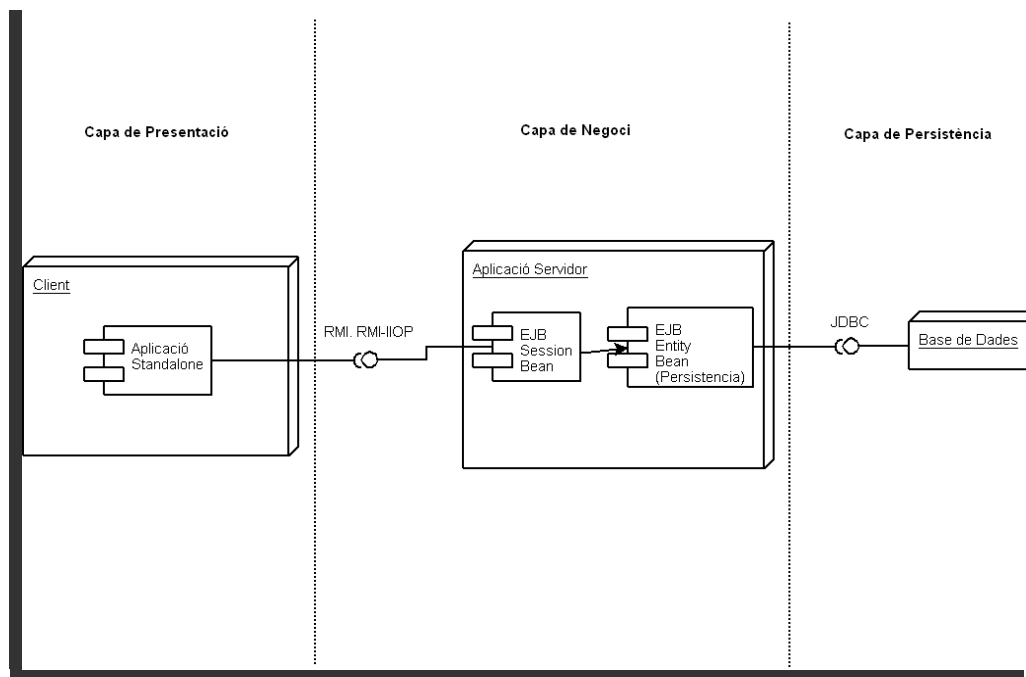 Capa de Presentació
Capa de Negoci
Capa de Persistència
Client
Aplicació
Standalone
RMI. RMI-IIOP
Aplicació Servidor
EJB
Session
Bean
EJB
Entity
Bean
(Persistencia)
JDBC
Base de Dades